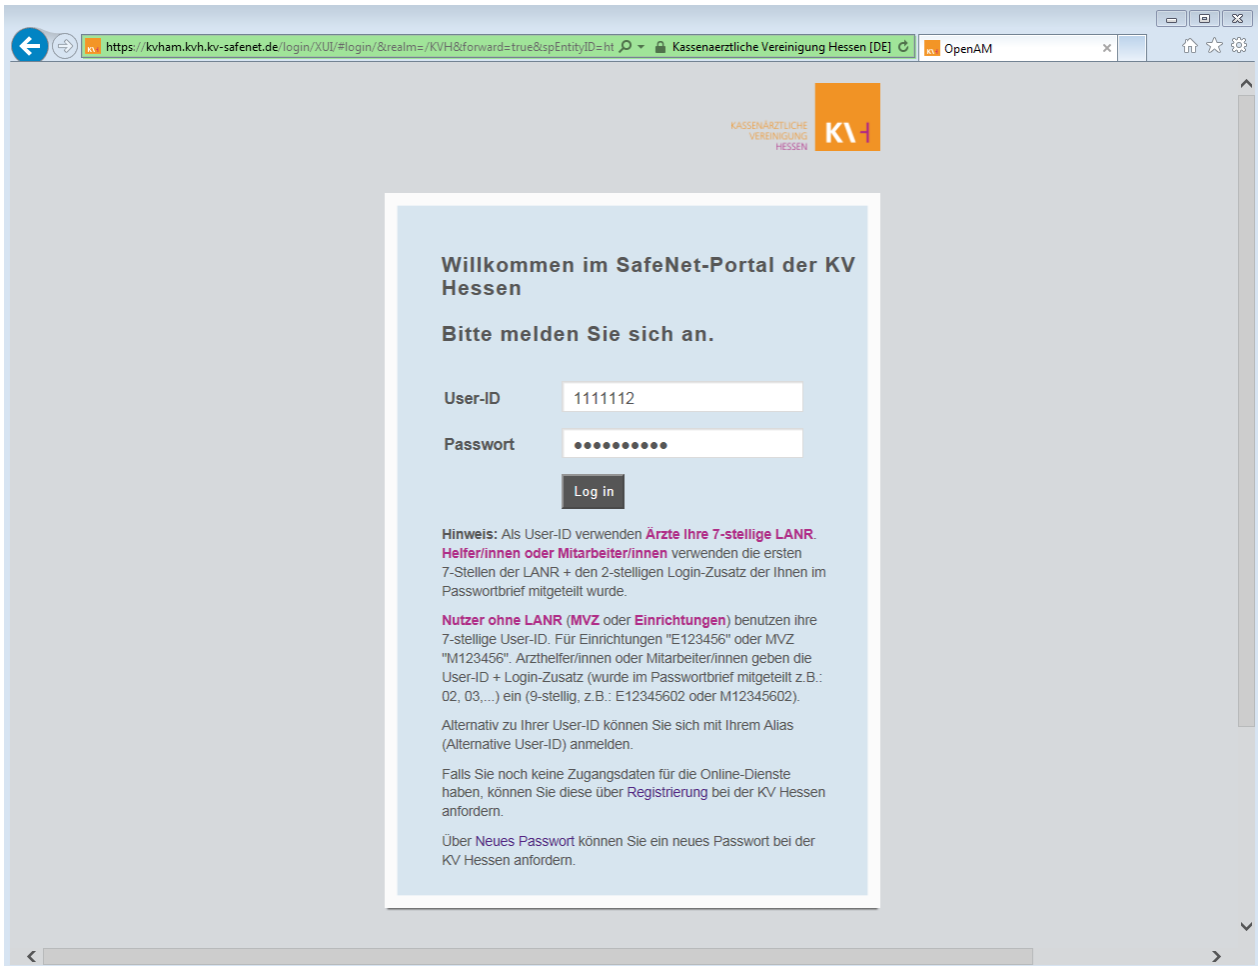 https://kvham.kvh.kv-safenet.de/login/XUI/#login/&realm=/KVH&forward=true&spEntityID=ht
Kassenaerztliche Vereinigung Hessen [DE]
OpenAM
KASSENÄRZTLICHE
VEREINIGUNG
HESSEN
KVH
Willkommen im SafeNet-Portal der KV
Hessen
Bitte melden Sie sich an.
User-ID 1111112
Passwort ●●●●●●●●●●
Log in
Hinweis: Als User-ID verwenden Ärzte Ihre 7-stellige LANR.
Helfer/innen oder Mitarbeiter/innen verwenden die ersten
7-Stellen der LANR + den 2-stelligen Login-Zusatz der Ihnen im
Passwortbrief mitgeteilt wurde.
Nutzer ohne LANR (MVZ oder Einrichtungen) benutzen ihre
7-stellige User-ID. Für Einrichtungen "E123456" oder MVZ
"M123456". Arzthelfer/innen oder Mitarbeiter/innen geben die
User-ID + Login-Zusatz (wurde im Passwortbrief mitgeteilt z.B.:
02, 03,...) ein (9-stellig, z.B.: E12345602 oder M12345602).
Alternativ zu Ihrer User-ID können Sie sich mit Ihrem Alias
(Alternative User-ID) anmelden.
Falls Sie noch keine Zugangsdaten für die Online-Dienste
haben, können Sie diese über Registrierung bei der KV Hessen
anfordern.
Über Neues Passwort können Sie ein neues Passwort bei der
KV Hessen anfordern.